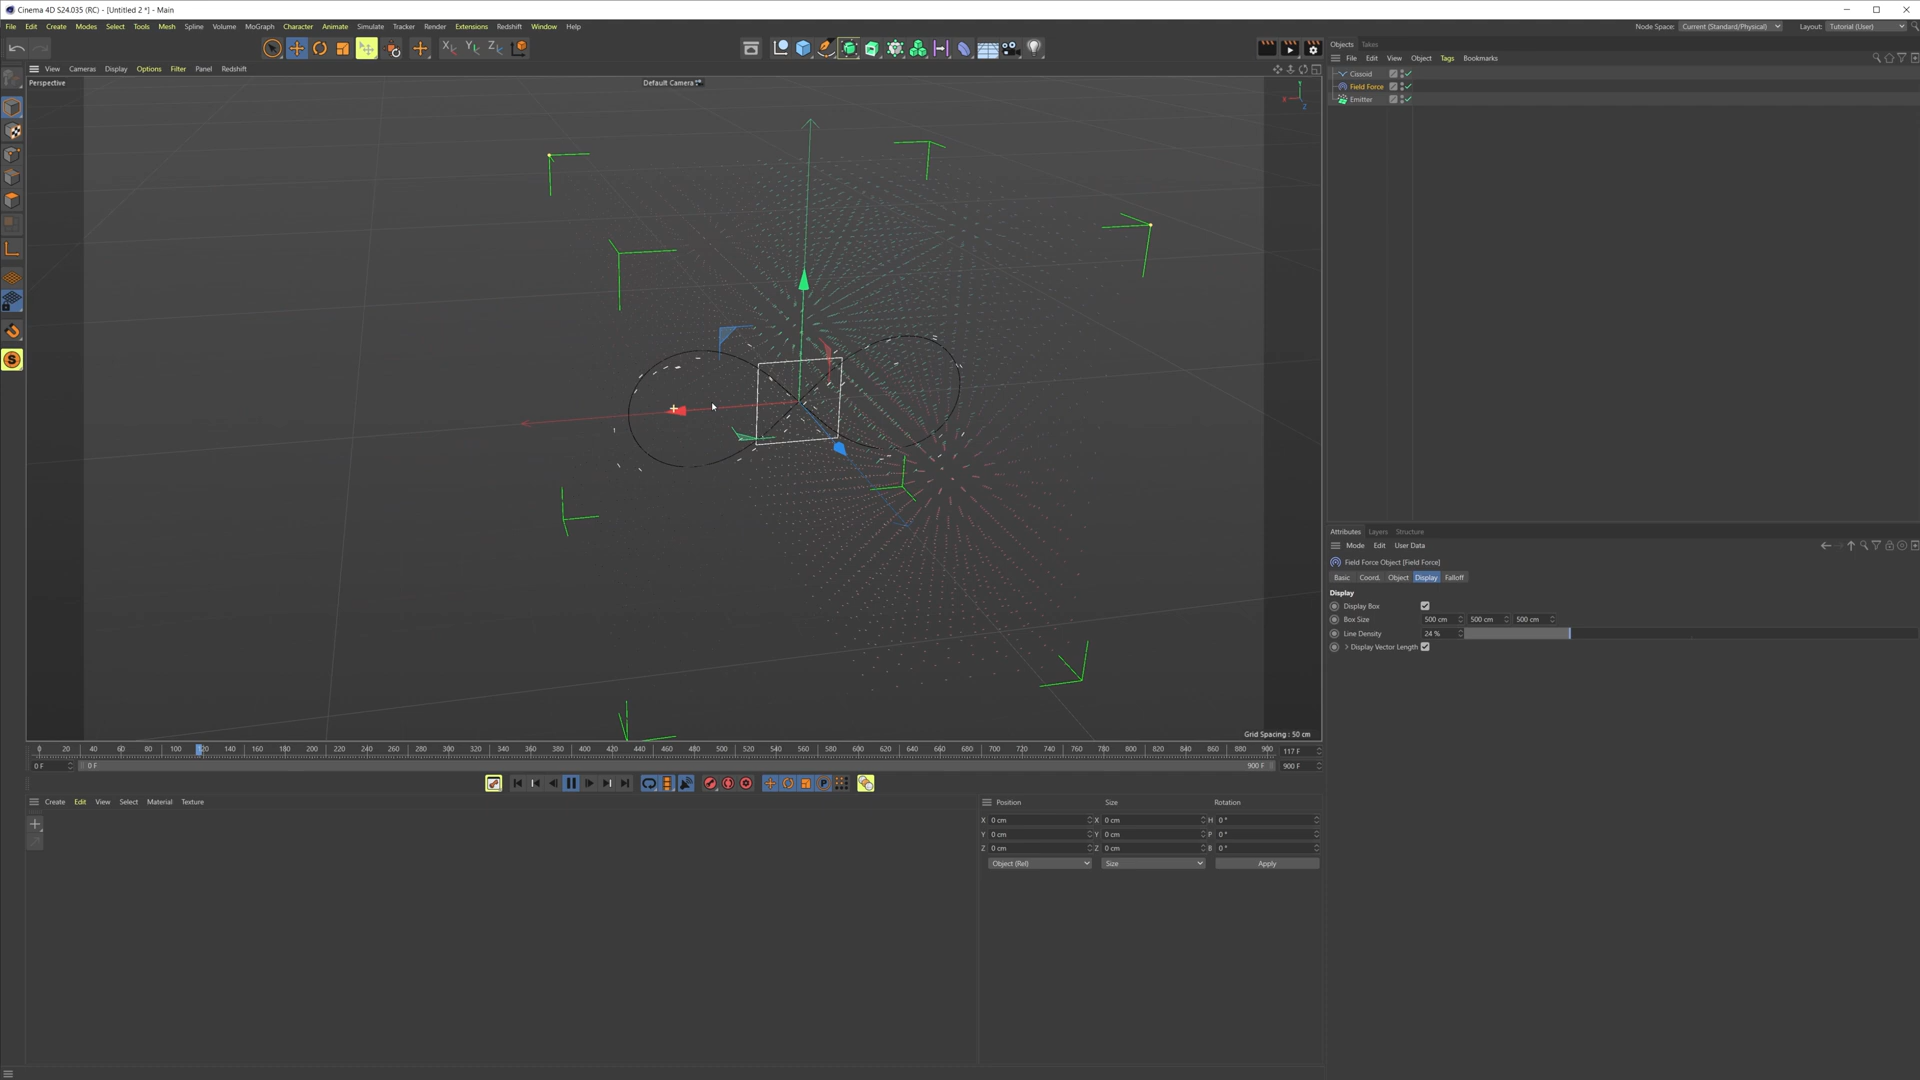 Cinema 4D S24.035 (RC) - [Untitled 2 *] - Main
File Edit Create Modes Select Tools Mesh Spline Volume MoGraph Character Animate Simulate Tracker Render Extensions Redshift Window Help
Node Space: Current (Standard/Physical) Layout: Tutorial (User)
X Y Z
Objects Takes
File Edit View Object Tags Bookmarks
View Cameras Display Options Filter Panel Redshift
Perspective
Default Camera
Y
X
Z
Cissoid
Field Force
Emitter
Attributes Layers Structure
Mode Edit User Data
Field Force Object [Field Force]
Basic Coord. Object Display Falloff
Display
Display Box
Box Size 500 cm 500 cm 500 cm
Line Density 24 %
Display Vector Length
Grid Spacing : 50 cm
0 20 40 60 80 100 120 140 160 180 200 220 240 260 280 300 320 340 360 380 400 420 440 460 480 500 520 540 560 580 600 620 640 660 680 700 720 740 760 780 800 820 840 860 880 900 117 F
0 F 0 F 900 F 900 F
P
Create Edit View Select Material Texture
Position Size Rotation
X 0 cm X 0 cm H 0 °
Y 0 cm Y 0 cm P 0 °
Z 0 cm Z 0 cm B 0 °
Object (Rel) Size Apply